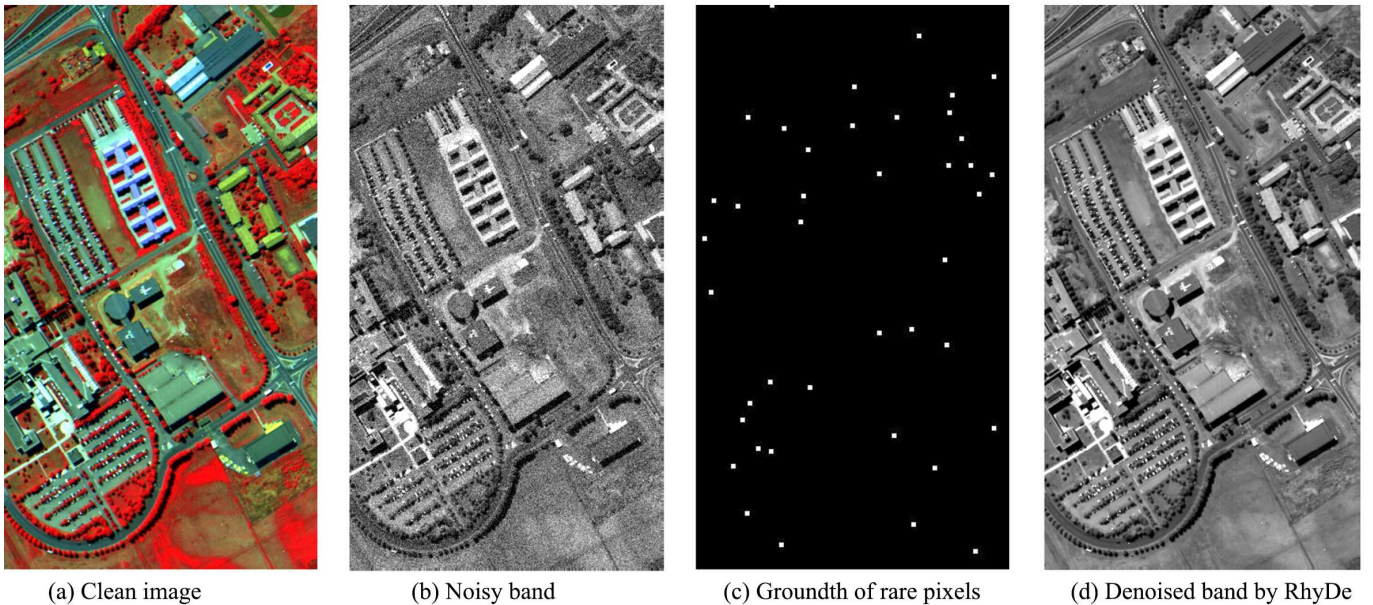 (a) Clean image
(b) Noisy band
(c) Groundth of rare pixels
(d) Denoised band by RhyDe